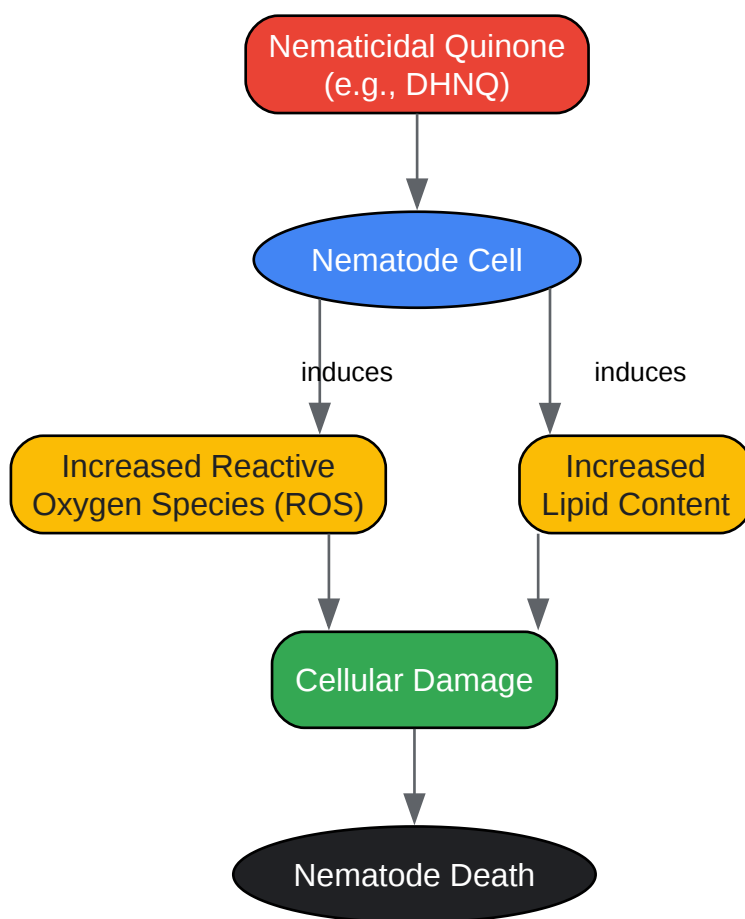 Nematicidal Quinone
(e.g., DHNQ)
Nematode Cell
induces
induces
Increased Reactive
Oxygen Species (ROS)
Increased
Lipid Content
Cellular Damage
Nematode Death